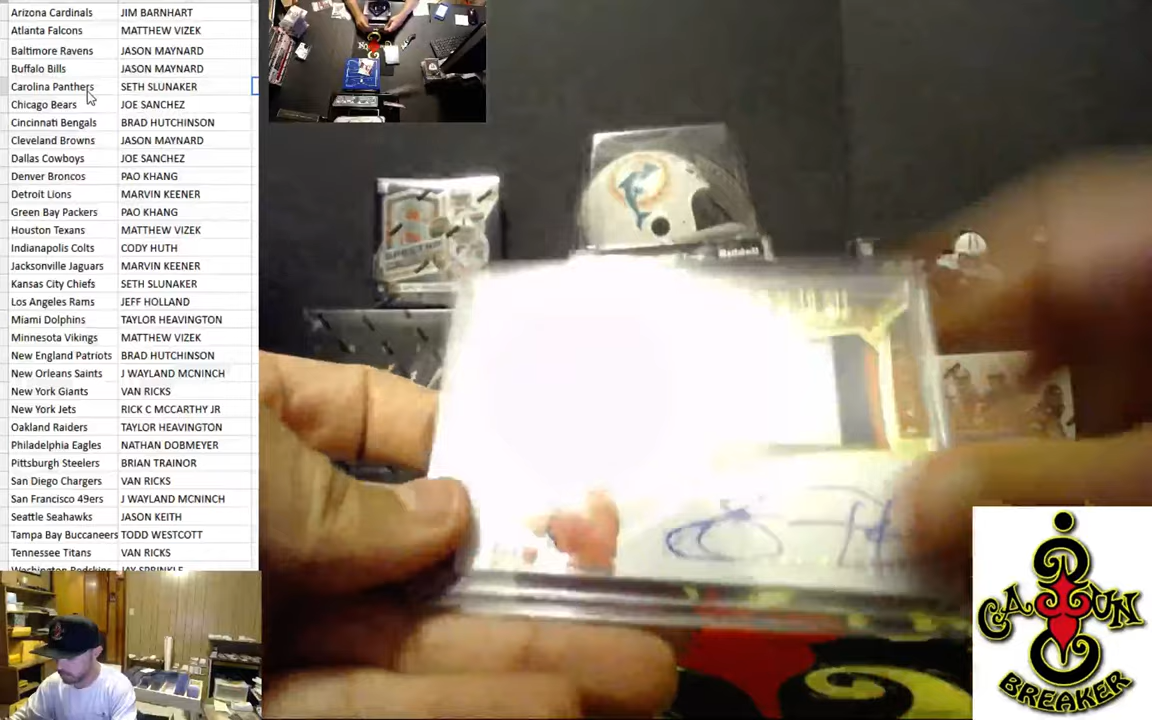 Arizona Cardinals JIM BARNHART
Atlanta Falcons MATTHEW VIZEK
Baltimore Ravens JASON MAYNARD
Buffalo Bills JASON MAYNARD
Carolina Panthers SETH SLUNAKER
Chicago Bears JOE SANCHEZ
Cincinnati Bengals BRAD HUTCHINSON
Cleveland Browns JASON MAYNARD
Dallas Cowboys JOE SANCHEZ
Denver Broncos PAO KHANG
Detroit Lions MARVIN KEENER
Green Bay Packers PAO KHANG
Houston Texans MATTHEW VIZEK
Indianapolis Colts CODY HUTH
Jacksonville Jaguars MARVIN KEENER
Kansas City Chiefs SETH SLUNAKER
Los Angeles Rams JEFF HOLLAND
Miami Dolphins TAYLOR HEAVINGTON
Minnesota Vikings MATTHEW VIZEK
New England Patriots BRAD HUTCHINSON
New Orleans Saints J WAYLAND MCNINCH
New York Giants VAN RICKS
New York Jets RICK C MCCARTHY JR
Oakland Raiders TAYLOR HEAVINGTON
Philadelphia Eagles NATHAN DOBMEYER
Pittsburgh Steelers BRIAN TRAINOR
San Diego Chargers VAN RICKS
San Francisco 49ers J WAYLAND MCNINCH
Seattle Seahawks JASON KEITH
Tampa Bay Buccaneers TODD WESTCOTT
Tennessee Titans VAN RICKS
Washington Redskins JAY SPRINKLE
SPECTRA
CAJUN
BREAKER